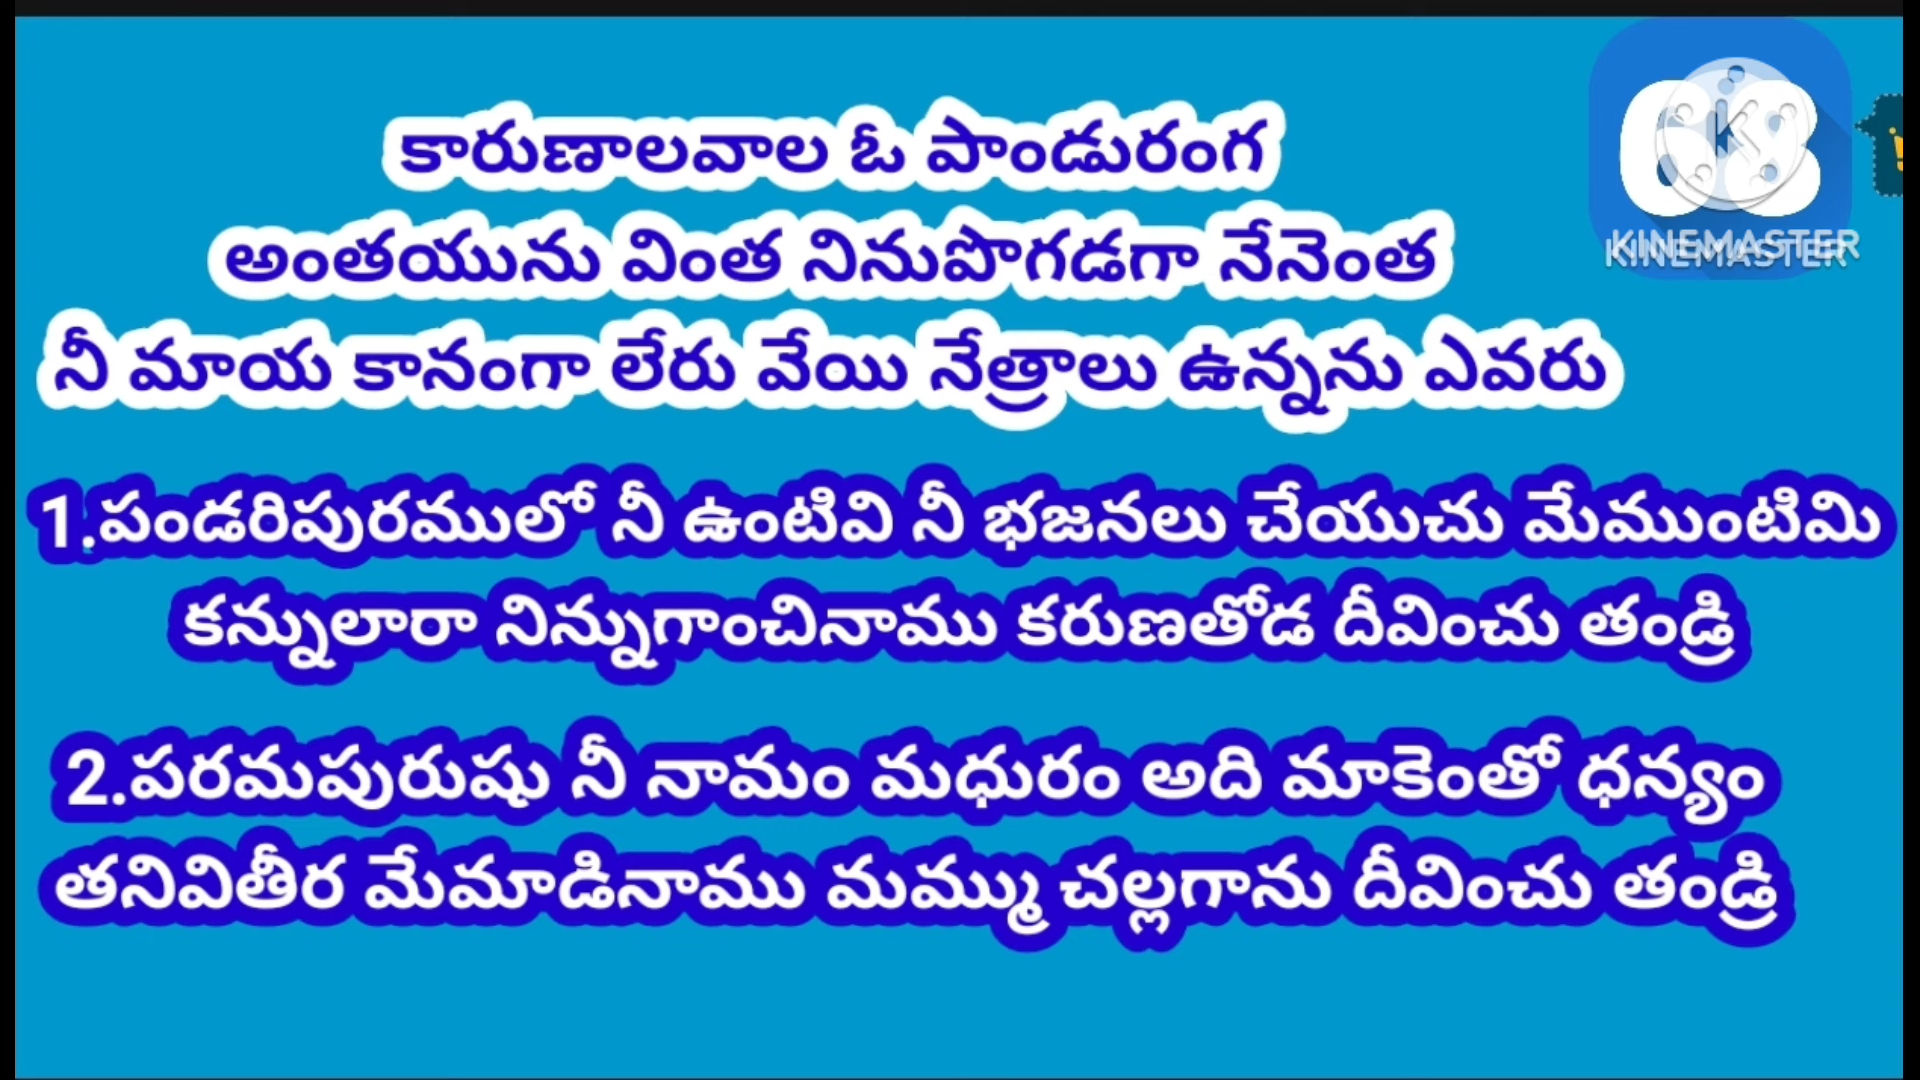 కారుణాలవాల ఓ పాండురంగ
అంతయును వింత నినుపొగడగా నేనెంత
నీ మాయ కానంగా లేరు వేయి నేత్రాలు ఉన్నను ఎవరు
1.పండరిపురములో నీ ఉంటివి నీ భజనలు చేయుచు మేముంటిమి
కన్నులారా నిన్నుగాంచినాము కరుణతోడ దీవించు తండ్రి
2.పరమపురుషు నీ నామం మధురం అది మాకెంతో ధన్యం
తనివితీర మేమాడినాము మమ్ము చల్లగాను దీవించు తండ్రి
KINEMASTER
KINEMASTER